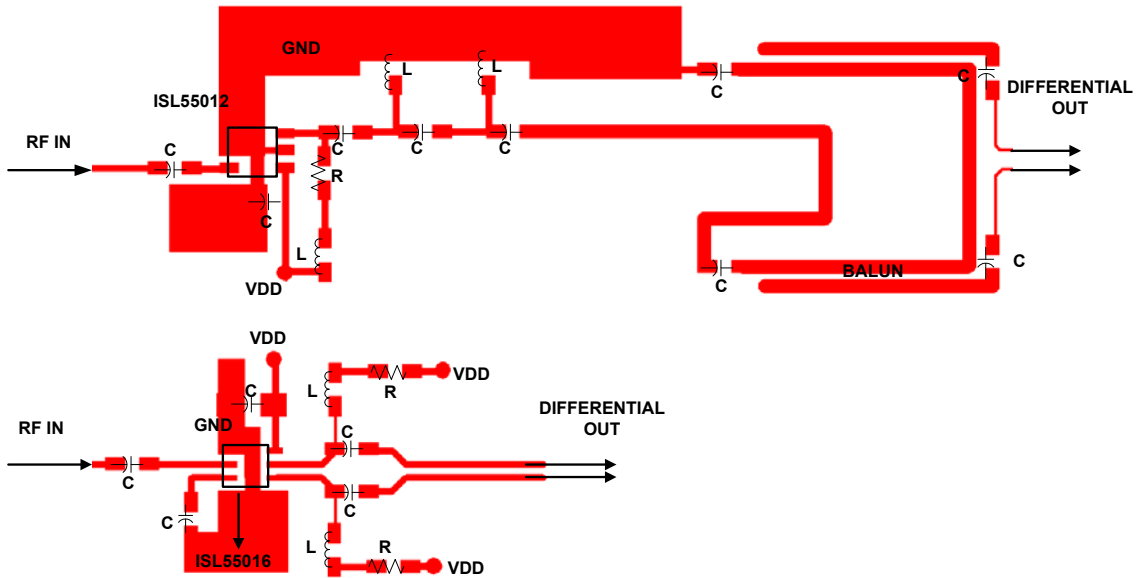 GND
L
L
C
C
DIFFERENTIAL
OUT
ISL55012
RF IN
C
C
C
C
R
C
L
VDD
C
BALUN
C
VDD
L
R
VDD
C
GND
RF IN
C
C
DIFFERENTIAL
OUT
C
C
L
R
ISL55016
VDD